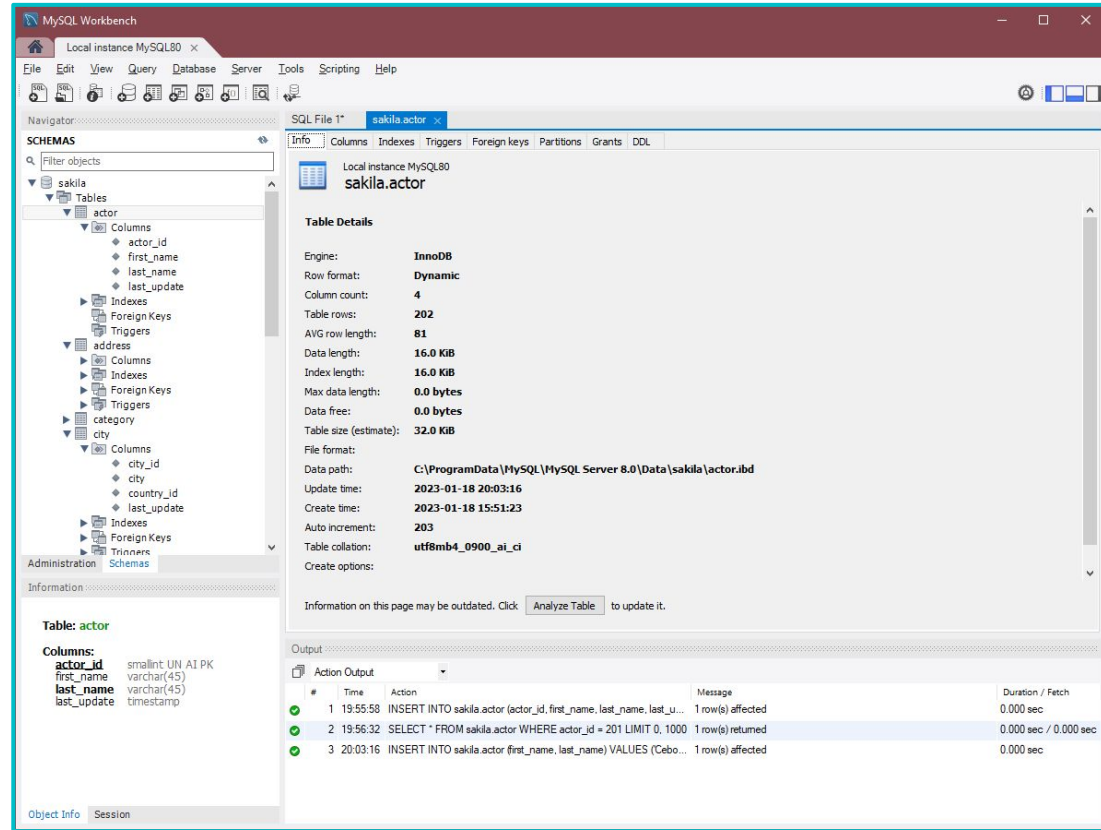 MySQL Workbench
Local instance MySQL80
File Edit View Query Database Server Tools Scripting Help
Navigator
SCHEMAS
Filter objects
sakila
Tables
actor
Columns
actor_id
first_name
last_name
last_update
Indexes
Foreign Keys
Triggers
address
Columns
Indexes
Foreign Keys
Triggers
category
city
Columns
city_id
city
country_id
last_update
Indexes
Foreign Keys
Triggers
Administration Schemas
Information
Table: actor
Columns:
actor_id smallint UN AI PK
first_name varchar(45)
last_name varchar(45)
last_update timestamp
Object Info Session
SQL File 1* sakila.actor
Info Columns Indexes Triggers Foreign keys Partitions Grants DDL
Local instance MySQL80
sakila.actor
Table Details
Engine: InnoDB
Row format: Dynamic
Column count: 4
Table rows: 202
AVG row length: 81
Data length: 16.0 KiB
Index length: 16.0 KiB
Max data length: 0.0 bytes
Data free: 0.0 bytes
Table size (estimate): 32.0 KiB
File format:
Data path: C:\ProgramData\MySQL\MySQL Server 8.0\Data\sakila\actor.ibd
Update time: 2023-01-18 20:03:16
Create time: 2023-01-18 15:51:23
Auto increment: 203
Table collation: utf8mb4_0900_ai_ci
Create options:
Information on this page may be outdated. Click Analyze Table to update it.
Output
Action Output
# Time Action Message Duration / Fetch
1 19:55:58 INSERT INTO sakila.actor (actor_id, first_name, last_name, last_u... 1 row(s) affected 0.000 sec
2 19:56:32 SELECT * FROM sakila.actor WHERE actor_id = 201 LIMIT 0, 1000 1 row(s) returned 0.000 sec / 0.000 sec
3 20:03:16 INSERT INTO sakila.actor (first_name, last_name) VALUES ('Cebo... 1 row(s) affected 0.000 sec